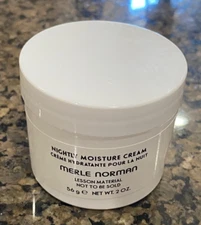 NIGHTLY MOISTURE CREAM
CRÈME HYDRATANTE POUR LA NUIT
MERLE NORMAN
LESSON MATERIAL
NOT TO BE SOLD
56 g ℮ NET WT. 2 OZ.